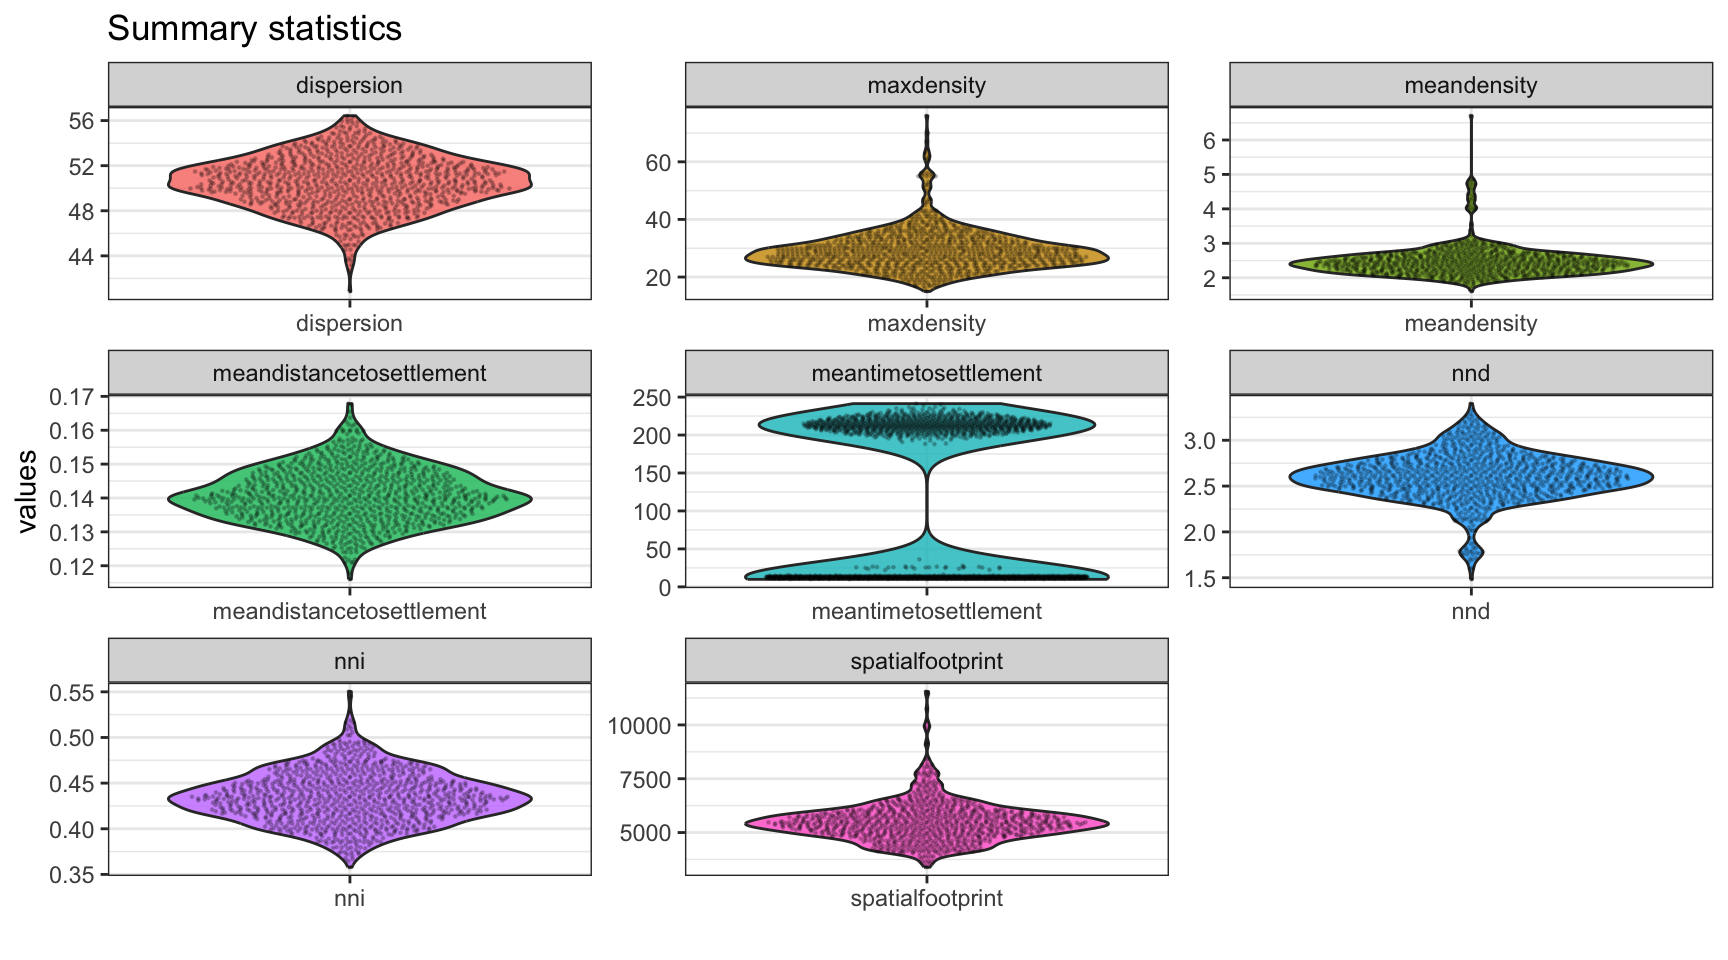 Summary statistics
dispersion
maxdensity
meandensity
56
52
48
44
60
40
20
6
5
4
3
2
dispersion
maxdensity
meandensity
meandistancetosettlement
meantimetosettlement
nnd
values
0.17
0.16
0.15
0.14
0.13
0.12
250
200
150
100
50
0
3.0
2.5
2.0
1.5
meandistancetosettlement
meantimetosettlement
nnd
nni
spatialfootprint
0.55
0.50
0.45
0.40
0.35
10000
7500
5000
nni
spatialfootprint